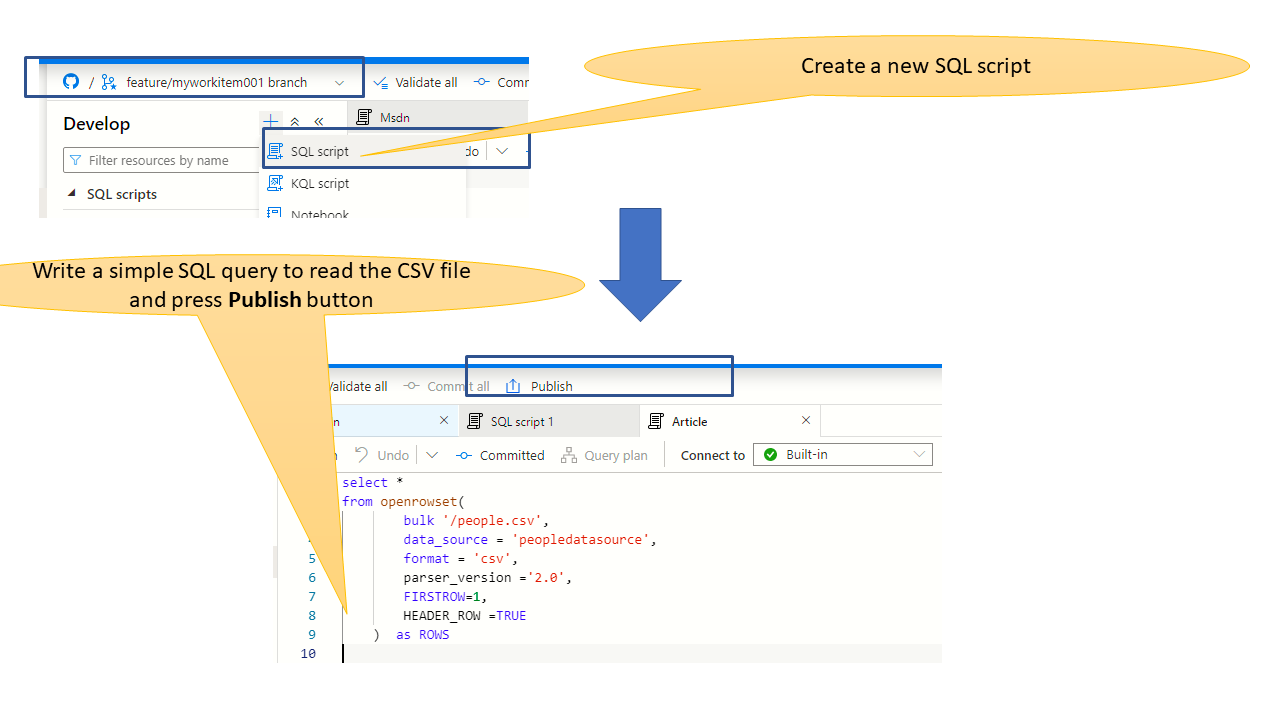 Create a new SQL script
/ feature/myworkitem001 branch
Validate all
Develop
Msdn
Filter resources by name
SQL script
do
KQL script
SQL scripts
Notebook
Write a simple SQL query to read the CSV file
and press Publish button
Validate all Commit all Publish
SQL script 1 Article
Undo Committed Query plan Connect to Built-in
select *
from openrowset(
bulk '/people.csv',
data_source = 'peopledatasource',
5 format = 'csv',
6 parser_version ='2.0',
7 FIRSTROW=1,
8 HEADER_ROW =TRUE
9 ) as ROWS
10